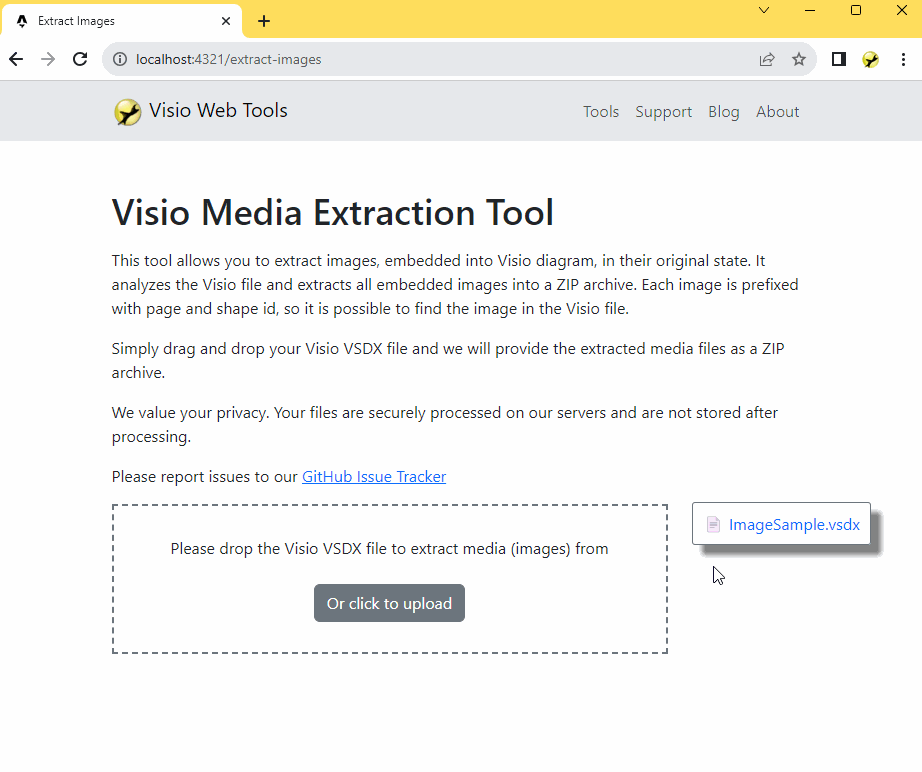 Extract Images
localhost:4321/extract-images
Visio Web Tools
Tools Support Blog About
Visio Media Extraction Tool
This tool allows you to extract images, embedded into Visio diagram, in their original state. It
analyzes the Visio file and extracts all embedded images into a ZIP archive. Each image is prefixed
with page and shape id, so it is possible to find the image in the Visio file.
Simply drag and drop your Visio VSDX file and we will provide the extracted media files as a ZIP
archive.
We value your privacy. Your files are securely processed on our servers and are not stored after
processing.
Please report issues to our GitHub Issue Tracker
ImageSample.vsdx
Please drop the Visio VSDX file to extract media (images) from
Or click to upload